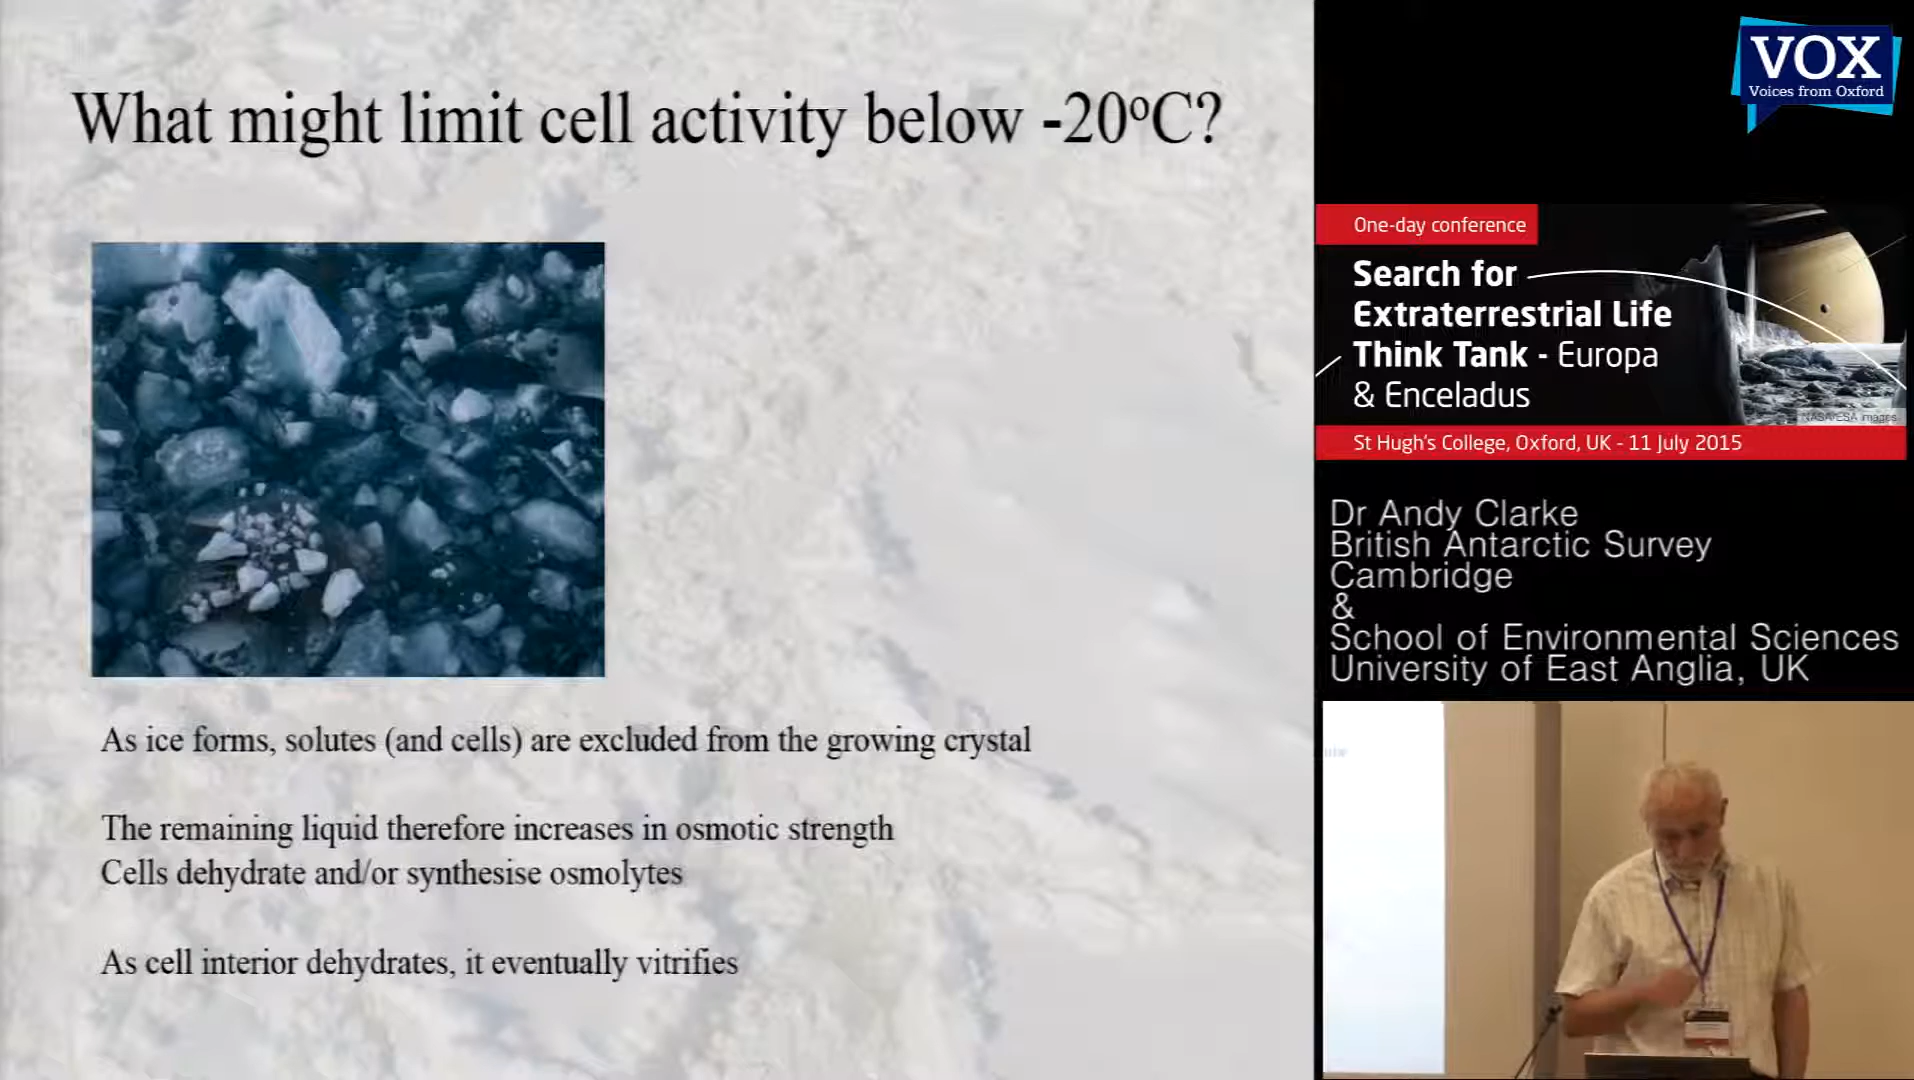 What might limit cell activity below -20ºC?
As ice forms, solutes (and cells) are excluded from the growing crystal
The remaining liquid therefore increases in osmotic strength
Cells dehydrate and/or synthesise osmolytes
As cell interior dehydrates, it eventually vitrifies
VOX
Voices from Oxford
One-day conference
Search for
Extraterrestrial Life
Think Tank - Europa
& Enceladus
NASA/ESA images
St Hugh's College, Oxford, UK - 11 July 2015
Dr Andy Clarke
British Antarctic Survey
Cambridge
&
School of Environmental Sciences
University of East Anglia, UK